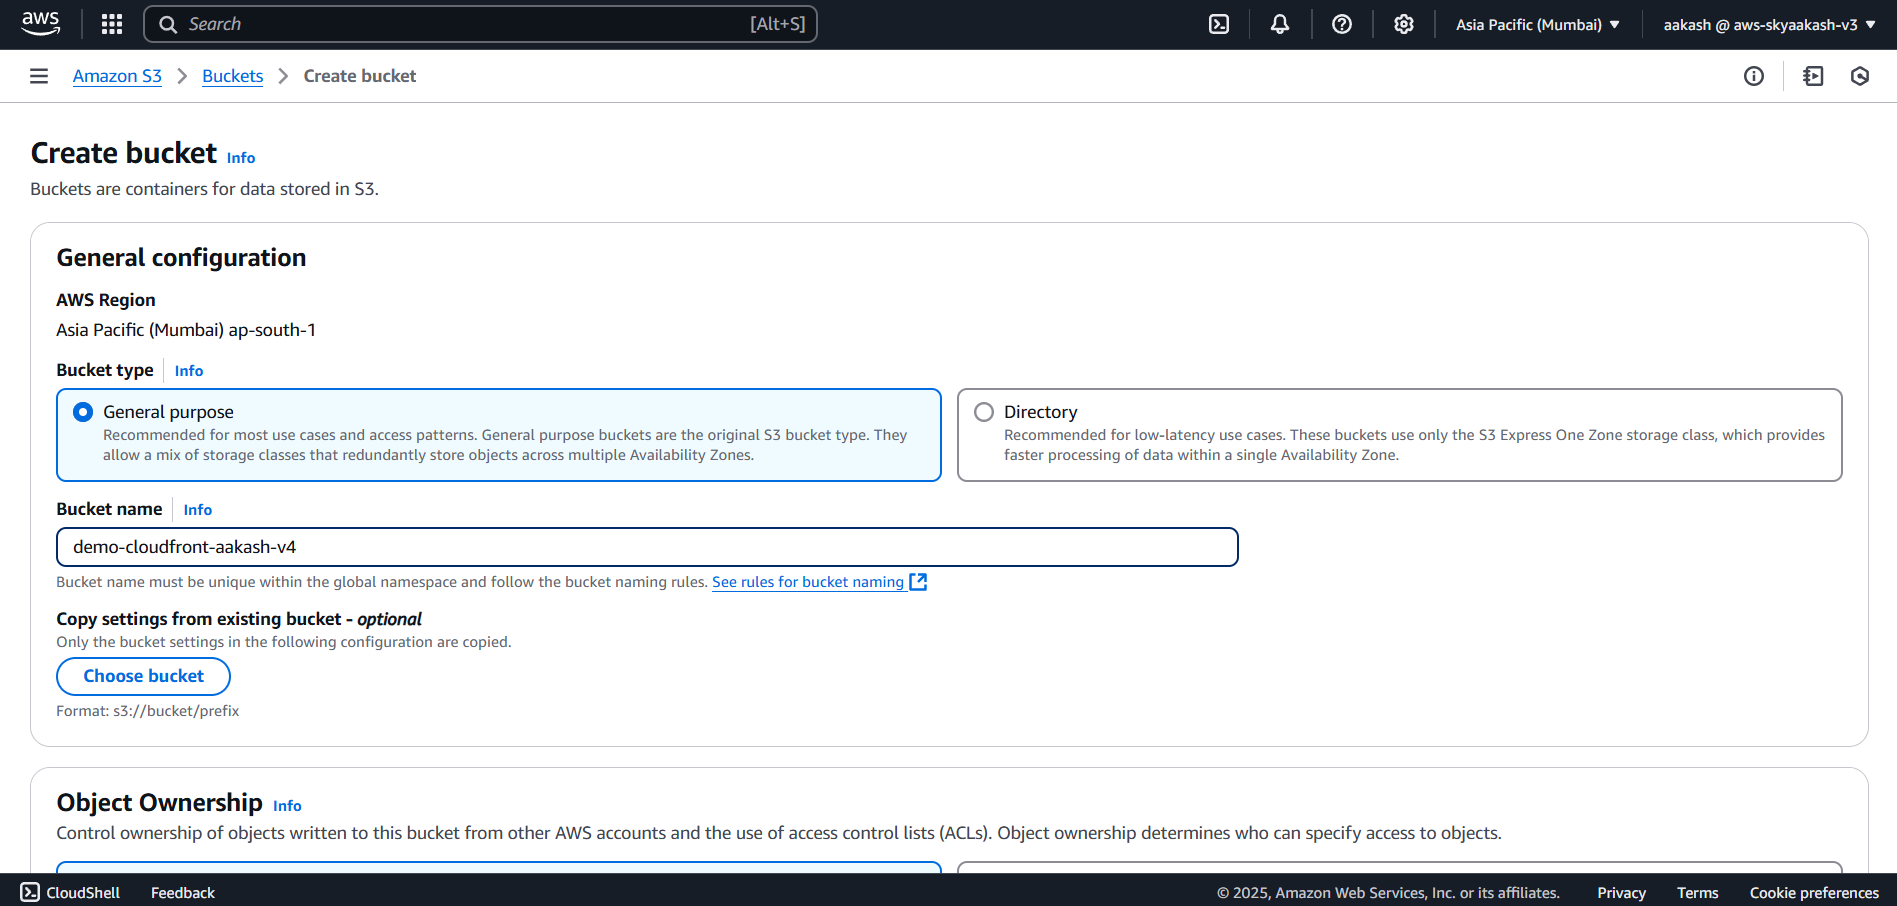 aws
Search [Alt+S] Asia Pacific (Mumbai) aakash @ aws-skyaakash-v3
Amazon S3 Buckets Create bucket
Create bucket Info
Buckets are containers for data stored in S3.
General configuration
AWS Region
Asia Pacific (Mumbai) ap-south-1
Bucket type Info
General purpose
Recommended for most use cases and access patterns. General purpose buckets are the original S3 bucket type. They
allow a mix of storage classes that redundantly store objects across multiple Availability Zones.
Directory
Recommended for low-latency use cases. These buckets use only the S3 Express One Zone storage class, which provides
faster processing of data within a single Availability Zone.
Bucket name Info
demo-cloudfront-aakash-v4
Bucket name must be unique within the global namespace and follow the bucket naming rules. See rules for bucket naming
Copy settings from existing bucket - optional
Only the bucket settings in the following configuration are copied.
Choose bucket
Format: s3://bucket/prefix
Object Ownership Info
Control ownership of objects written to this bucket from other AWS accounts and the use of access control lists (ACLs). Object ownership determines who can specify access to objects.
CloudShell Feedback © 2025, Amazon Web Services, Inc. or its affiliates. Privacy Terms Cookie preferences